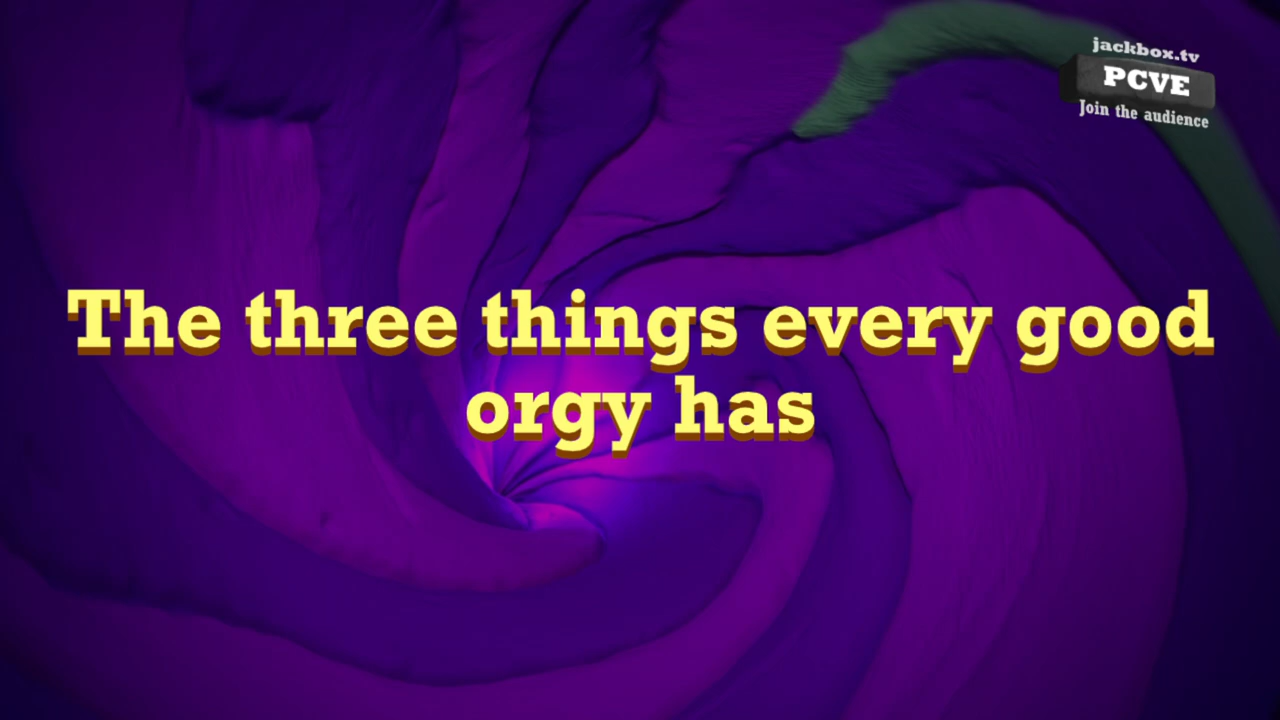 jackbox.tv
PCVE
Join the audience
The three things every good
orgy has